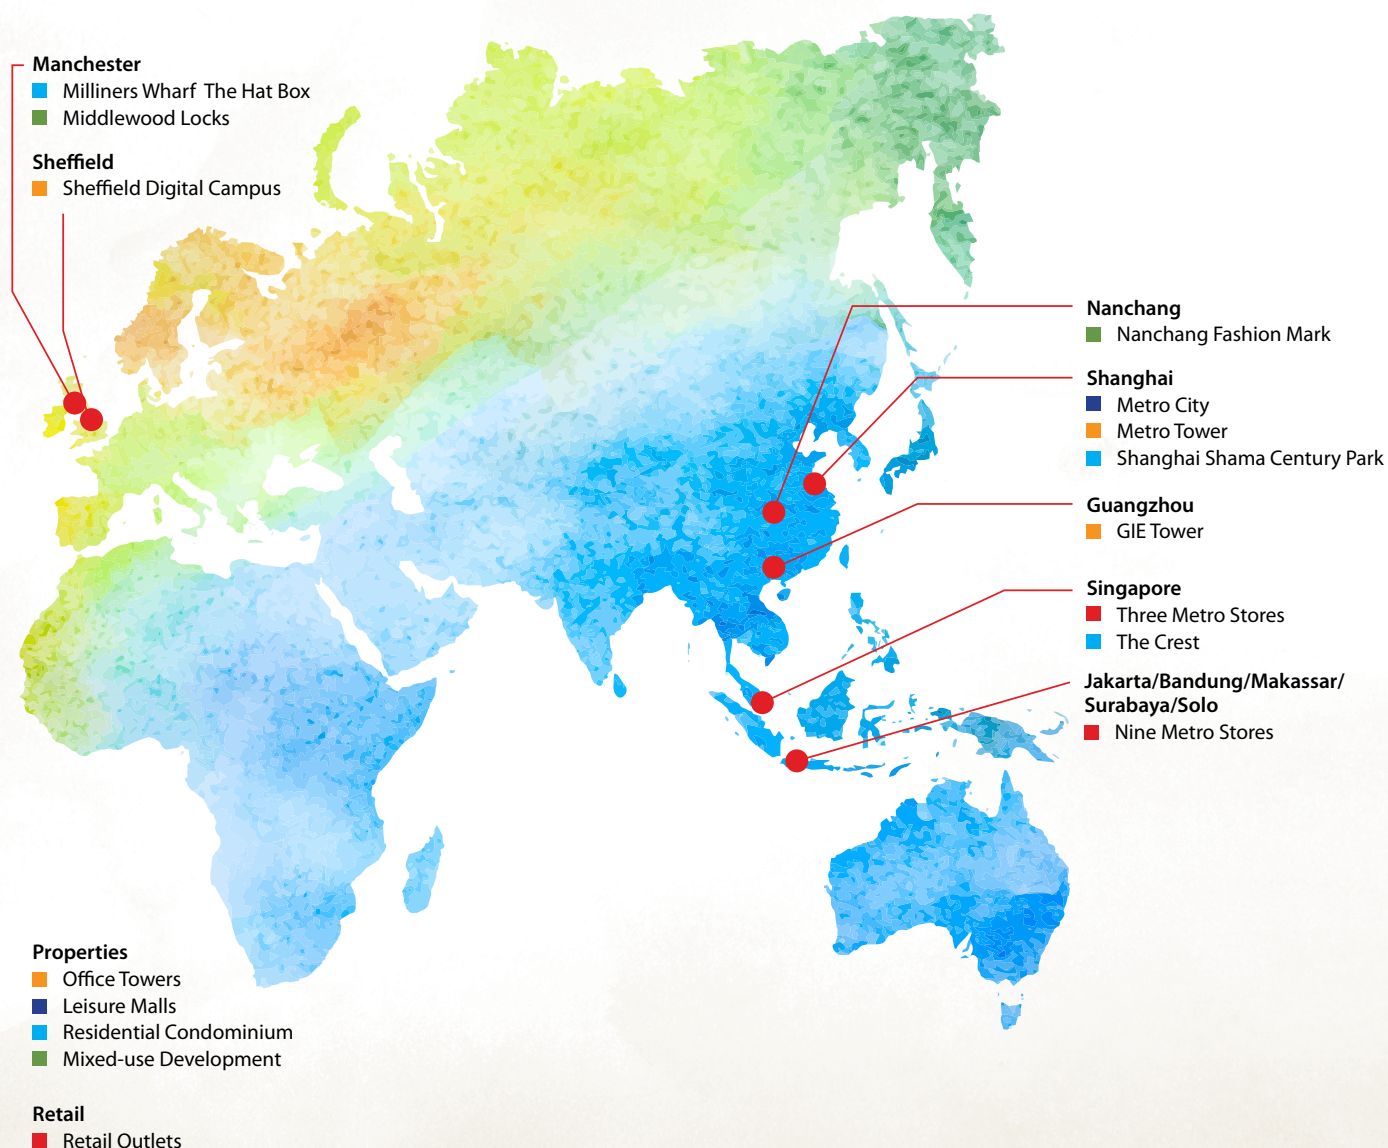 Manchester
Milliners Wharf The Hat Box
Middlewood Locks
Sheffield
Sheffield Digital Campus
Nanchang
Nanchang Fashion Mark
Shanghai
Metro City
Metro Tower
Shanghai Shama Century Park
Guangzhou
GIE Tower
Singapore
Three Metro Stores
The Crest
Jakarta/Bandung/Makassar/
Surabaya/Solo
Nine Metro Stores
Properties
Office Towers
Leisure Malls
Residential Condominium
Mixed-use Development
Retail
Retail Outlets